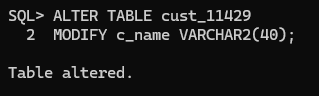 SQL> ALTER TABLE cust_11429
  2  MODIFY c_name VARCHAR2(40);
Table altered.